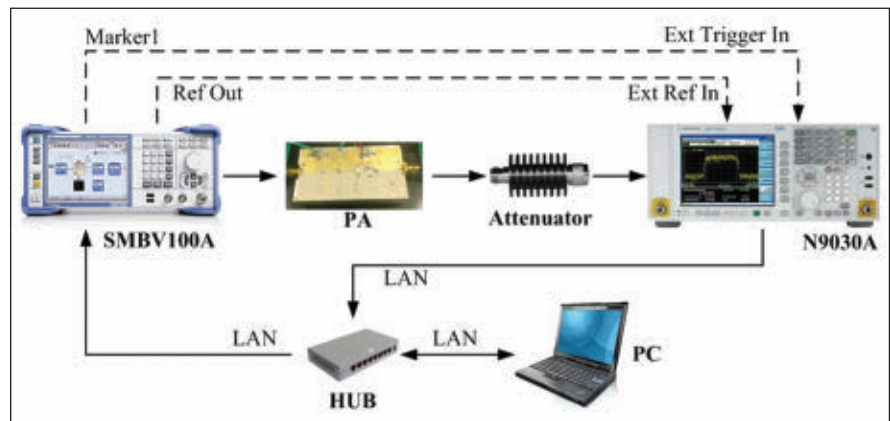 Marker1
Ext Trigger In
Ref Out
Ext Ref In
PA
Attenuator
SMBV100A
N9030A
LAN
LAN
LAN
PC
HUB